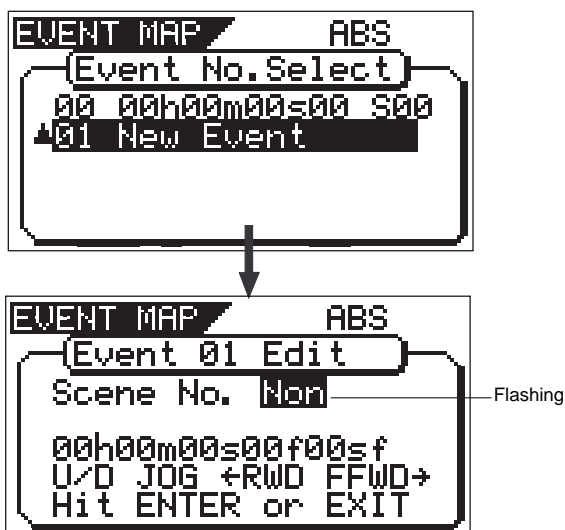 EVENT MAP ABS
Event No.Select
00 00h00m00s00 S00
▲01 New Event
EVENT MAP ABS
Event 01 Edit
Scene No. Non
Flashing
00h00m00s00f00sf
U/D JOG ←RWD FFWD→
Hit ENTER or EXIT